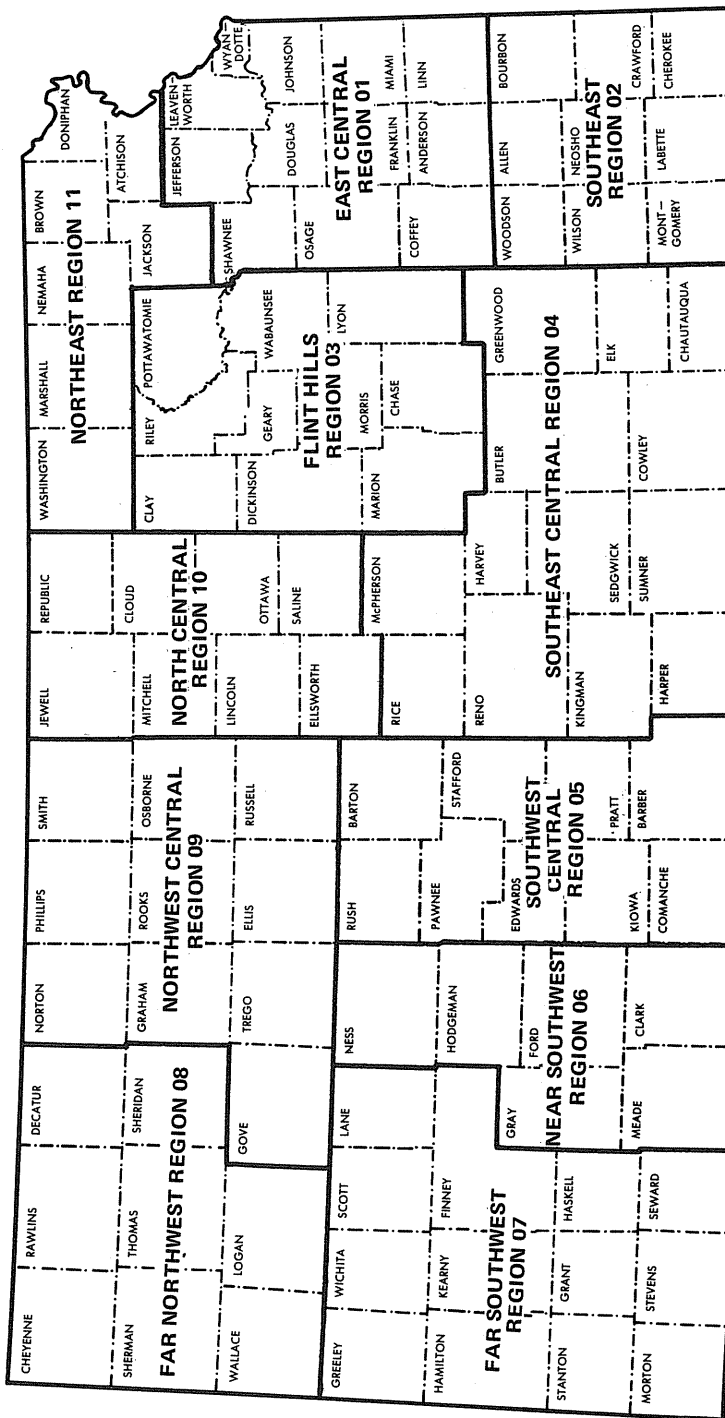 CHEYENNE
RAWLINS
DECATUR
NORTON
PHILLIPS
SMITH
JEWELL
REPUBLIC
WASHINGTON
MARSHALL
NEMAHA
BROWN
DONIPHAN
SHERMAN
THOMAS
SHERIDAN
GRAHAM
ROOKS
OSBORNE
MITCHELL
CLOUD
CLAY
RILEY
POTTAWATOMIE
JACKSON
ATCHISON
NORTHEAST REGION 11
FAR NORTHWEST REGION 08
NORTHWEST CENTRAL
REGION 09
NORTH CENTRAL
REGION 10
JEFFERSON
LEAVEN-
WORTH
WYAN
DOTTE
WALLACE
LOGAN
GOVE
TREGO
ELLIS
RUSSELL
LINCOLN
OTTAWA
DICKINSON
GEARY
WABAUNSEE
SHAWNEE
DOUGLAS
JOHNSON
ELLSWORTH
SALINE
FLINT HILLS
REGION 03
MORRIS
LYON
OSAGE
EAST CENTRAL
REGION 01
FRANKLIN
MIAMI
GREELEY
WICHITA
SCOTT
LANE
NESS
RUSH
BARTON
RICE
McPHERSON
MARION
CHASE
COFFEY
ANDERSON
LINN
HAMILTON
KEARNY
FINNEY
HODGEMAN
PAWNEE
STAFFORD
RENO
HARVEY
BUTLER
GREENWOOD
WOODSON
ALLEN
BOURBON
FAR SOUTHWEST
REGION 07
GRAY
FORD
NEAR SOUTHWEST
REGION 06
EDWARDS
SOUTHWEST
CENTRAL
REGION 05
PRATT
KIOWA
SOUTHEAST CENTRAL REGION 04
WILSON
NEOSHO
SOUTHEAST
REGION 02
CRAWFORD
STANTON
GRANT
HASKELL
KINGMAN
SEDGWICK
ELK
MORTON
STEVENS
SEWARD
MEADE
CLARK
COMANCHE
BARBER
HARPER
SUMNER
COWLEY
CHAUTAUQUA
MONT-
GOMERY
LABETTE
CHEROKEE